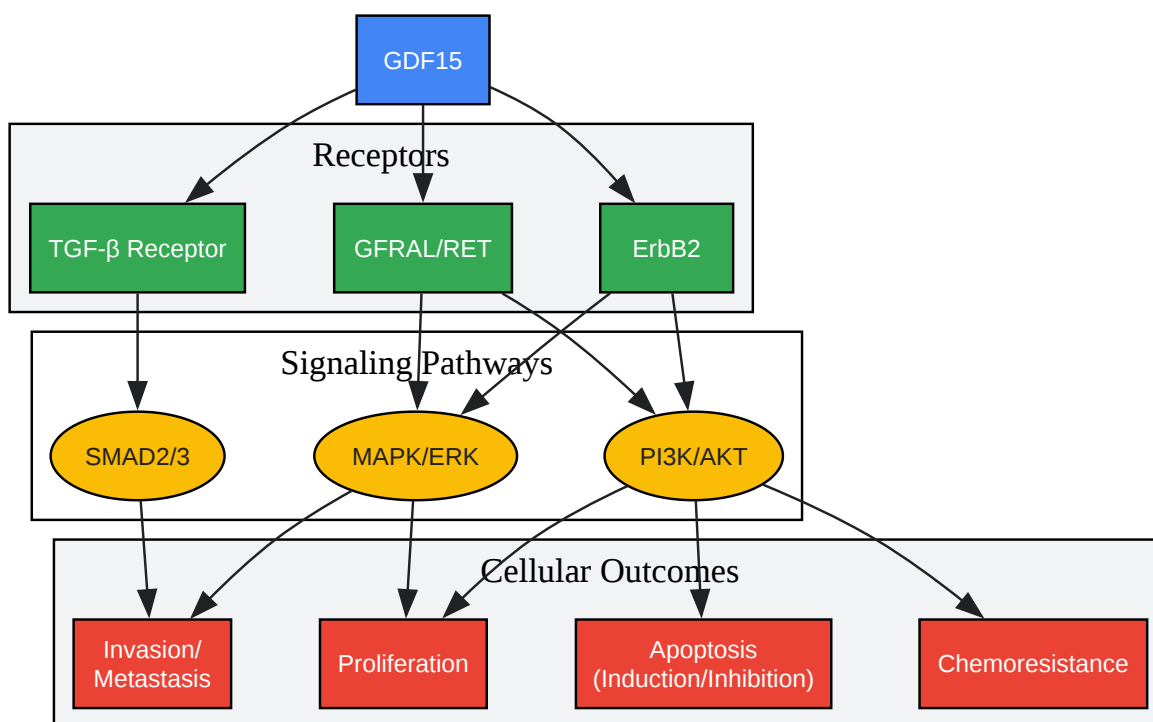 GDF15
Receptors
TGF-β Receptor
GFRAL/RET
ErbB2
Signaling Pathways
SMAD2/3
MAPK/ERK
PI3K/AKT
Cellular Outcomes
Invasion/
Metastasis
Proliferation
Apoptosis
(Induction/Inhibition)
Chemoresistance